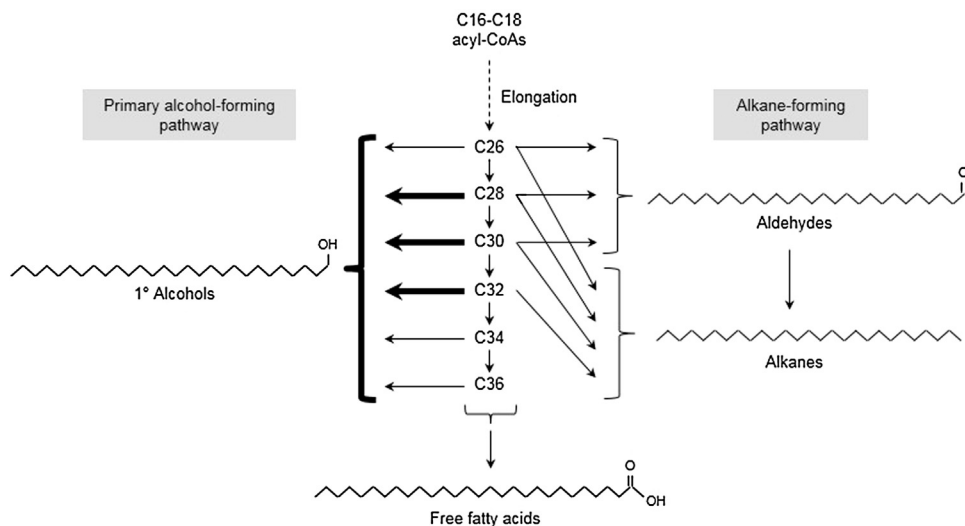 C16-C18
acyl-CoAs
Elongation
Primary alcohol-forming
pathway
Alkane-forming
pathway
C26
C28
C30
C32
C34
C36
OH
1° Alcohols
O
Aldehydes
Alkanes
O
OH
Free fatty acids